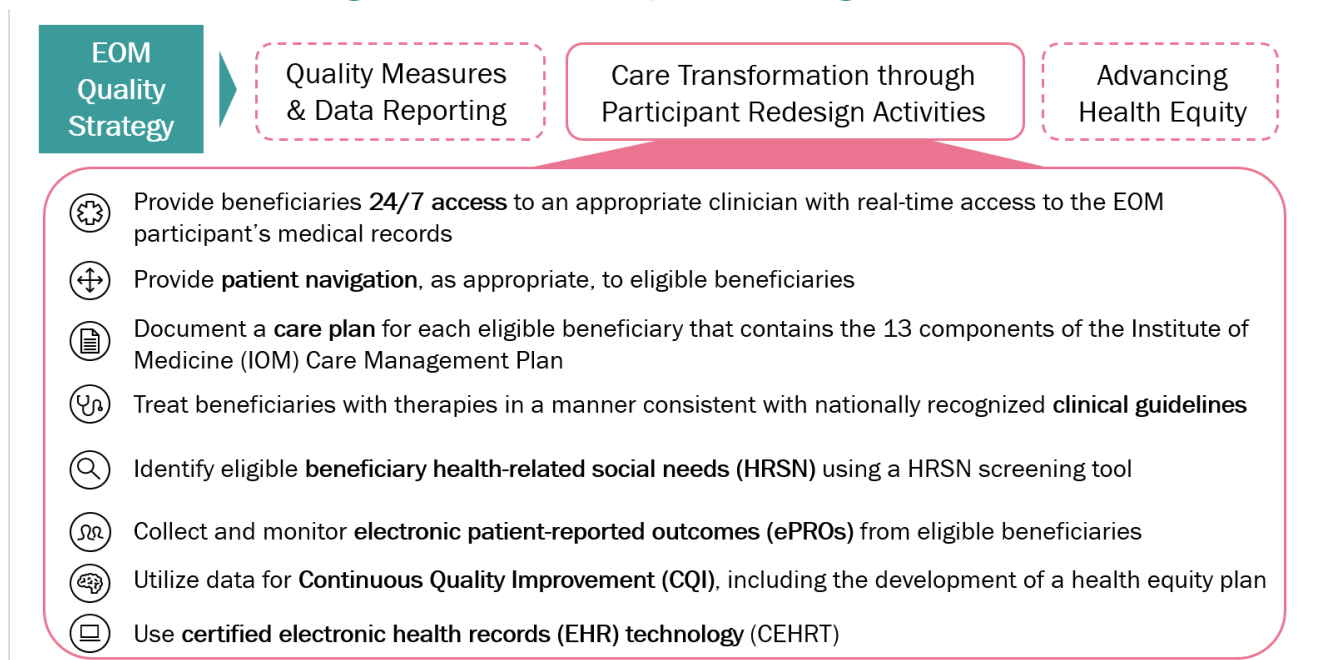 EOM
Quality
Strategy
Quality Measures
& Data Reporting
Care Transformation through
Participant Redesign Activities
Advancing
Health Equity
Provide beneficiaries 24/7 access to an appropriate clinician with real-time access to the EOM
participant's medical records
Provide patient navigation, as appropriate, to eligible beneficiaries
Document a care plan for each eligible beneficiary that contains the 13 components of the Institute of
Medicine (IOM) Care Management Plan
Treat beneficiaries with therapies in a manner consistent with nationally recognized clinical guidelines
Identify eligible beneficiary health-related social needs (HRSN) using a HRSN screening tool
Collect and monitor electronic patient-reported outcomes (ePROs) from eligible beneficiaries
Utilize data for Continuous Quality Improvement (CQI), including the development of a health equity plan
Use certified electronic health records (EHR) technology (CEHRT)